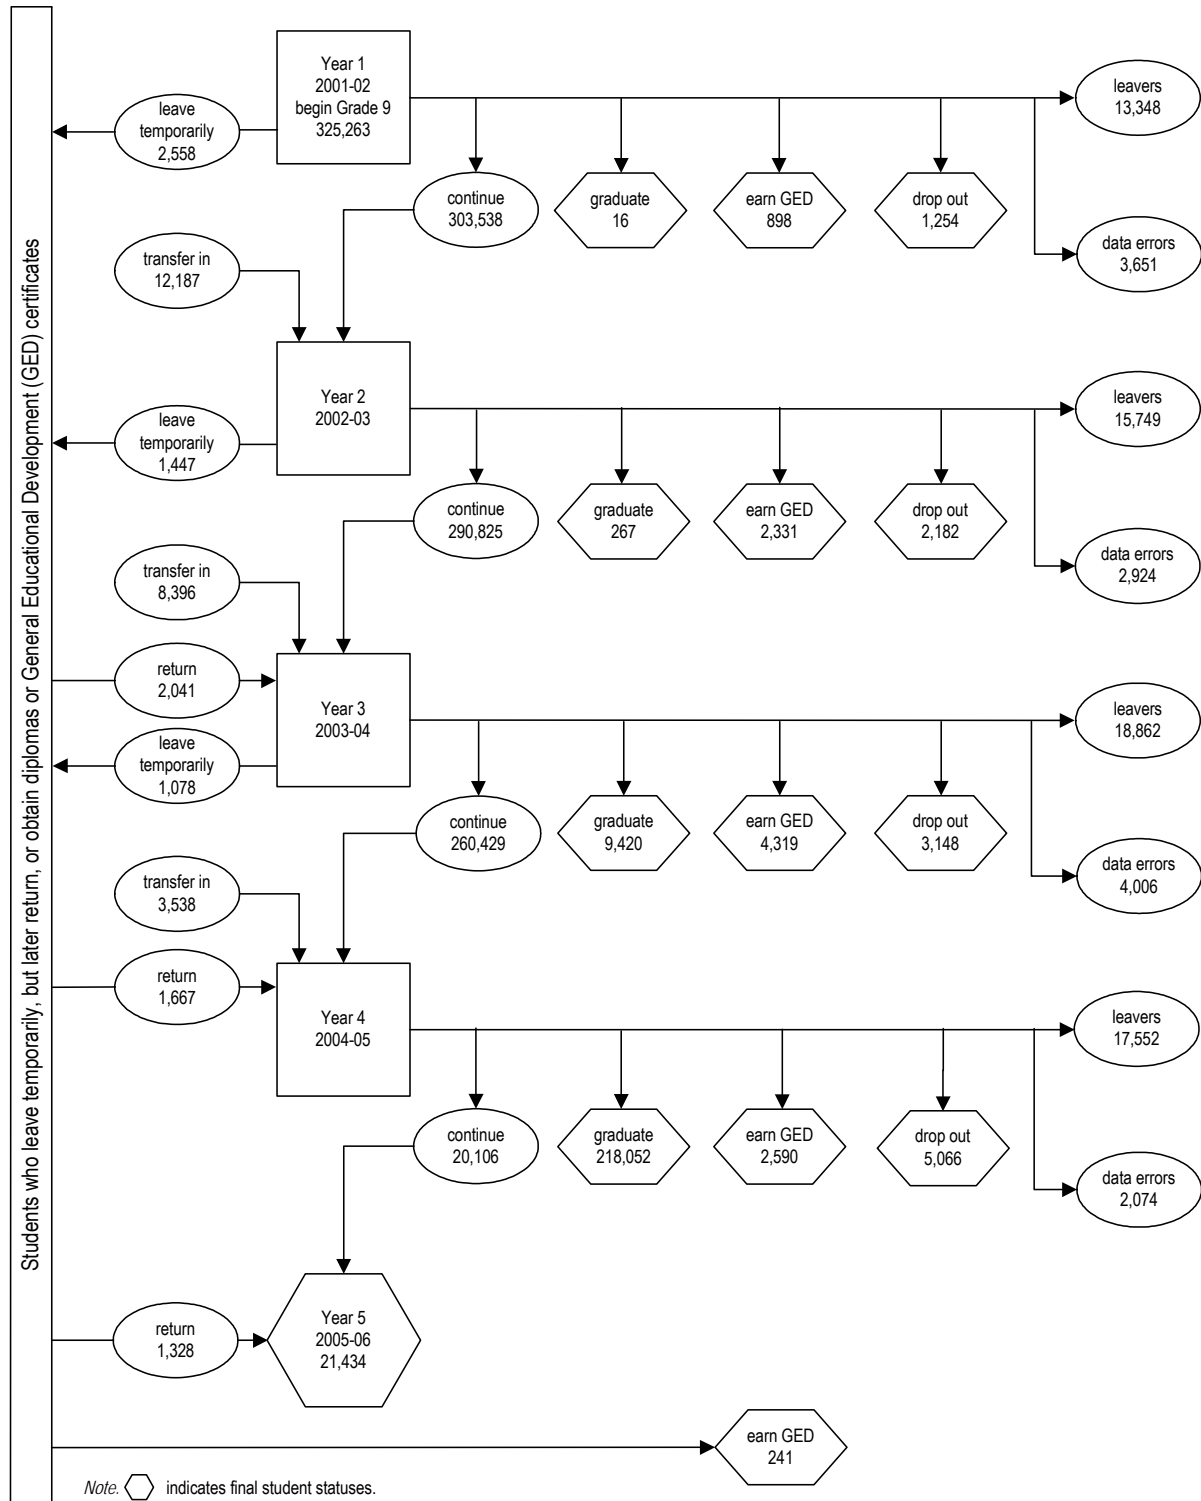 Students who leave temporarily, but later return, or obtain diplomas or General Educational Development (GED) certificates
Year 1
2001-02
begin Grade 9
325,263
leave
temporarily
2,558
leavers
13,348
continue
303,538
graduate
16
earn GED
898
drop out
1,254
data errors
3,651
transfer in
12,187
Year 2
2002-03
leave
temporarily
1,447
leavers
15,749
continue
290,825
graduate
267
earn GED
2,331
drop out
2,182
data errors
2,924
transfer in
8,396
return
2,041
Year 3
2003-04
leave
temporarily
1,078
leavers
18,862
continue
260,429
graduate
9,420
earn GED
4,319
drop out
3,148
data errors
4,006
transfer in
3,538
return
1,667
Year 4
2004-05
leavers
17,552
continue
20,106
graduate
218,052
earn GED
2,590
drop out
5,066
data errors
2,074
return
1,328
Year 5
2005-06
21,434
earn GED
241
Note. indicates final student statuses.